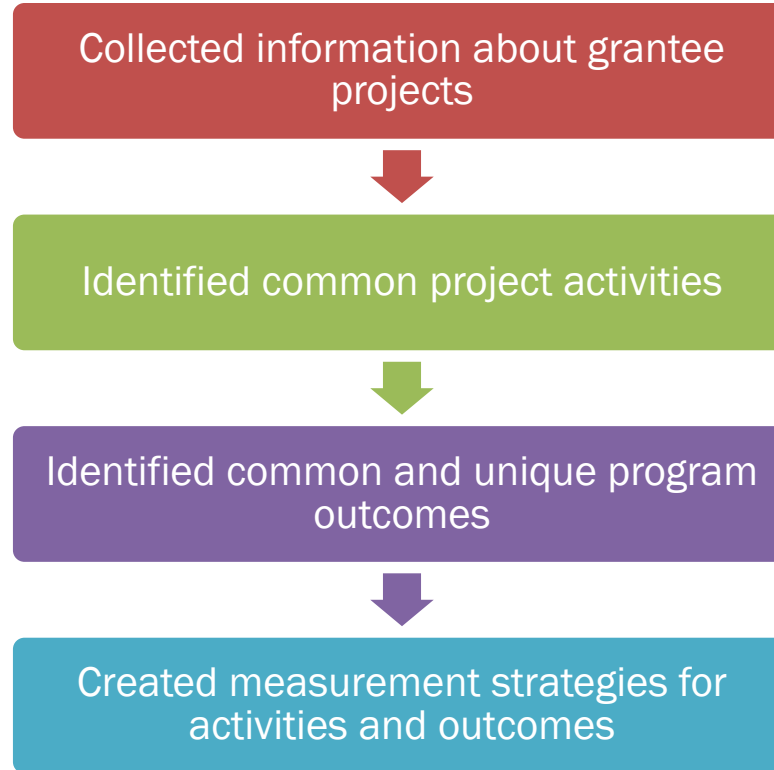 Collected information about grantee
projects
Identified common project activities
Identified common and unique program
outcomes
Created measurement strategies for
activities and outcomes